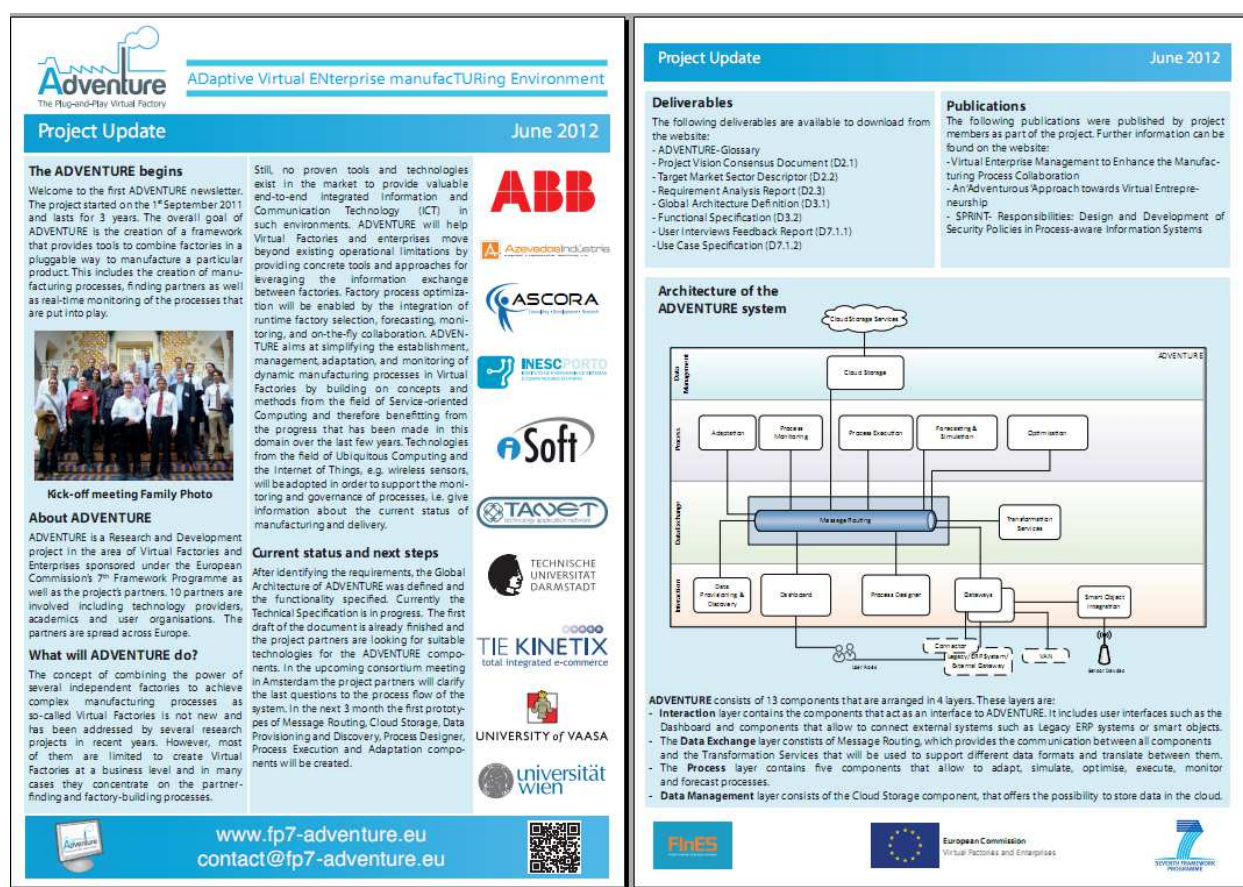 Adventure
The Plug-and-Play Virtual Factory
ADaptive Virtual ENterprise manufacTURing Environment
Project Update June 2012
The ADVENTURE begins
Welcome to the first ADVENTURE newsletter.
The project started on the 1st September 2011
and lasts for 3 years. The overall goal of
ADVENTURE is the creation of a framework
that provides tools to combine factories in a
pluggable way to manufacture a particular
product. This includes the creation of manu-
facturing processes, finding partners as well
as real-time monitoring of the processes that
are put into play.
Kick-off meeting Family Photo
About ADVENTURE
ADVENTURE is a Research and Development
project in the area of Virtual Factories and
Enterprises sponsored under the European
Commission's 7th Framework Programme as
well as the project's partners. 10 partners are
involved including technology providers,
academics and user organisations. The
partners are spread across Europe.
What will ADVENTURE do?
The concept of combining the power of
several independent factories to achieve
complex manufacturing processes as
so-called Virtual Factories is not new and
has been addressed by several research
projects in recent years. However, most
of them are limited to create Virtual
Factories at a business level and in many
cases they concentrate on the partner-
finding and factory-building processes.
Still, no proven tools and technologies
exist in the market to provide valuable
end-to-end integrated Information and
Communication Technology (ICT) in
such environments. ADVENTURE will help
Virtual Factories and enterprises move
beyond existing operational limitations by
providing concrete tools and approaches for
leveraging the information exchange
between factories. Factory process optimiza-
tion will be enabled by the integration of
runtime factory selection, forecasting, moni-
toring, and on-the-fly collaboration. ADVEN-
TURE aims at simplifying the establishment,
management, adaptation, and monitoring of
dynamic manufacturing processes in Virtual
Factories by building on concepts and
methods from the field of Service-oriented
Computing and therefore benefitting from
the progress that has been made in this
domain over the last few years. Technologies
from the field of Ubiquitous Computing and
the Internet of Things, e.g. wireless sensors,
will be adopted in order to support the moni-
toring and governance of processes, i.e. give
information about the current status of
manufacturing and delivery.
Current status and next steps
After identifying the requirements, the Global
Architecture of ADVENTURE was defined and
the functionality specified. Currently the
Technical Specification is in progress. The first
draft of the document is already finished and
the project partners are looking for suitable
technologies for the ADVENTURE compo-
nents. In the upcoming consortium meeting
in Amsterdam the project partners will clarify
the last questions to the process flow of the
system. In the next 3 month the first prototy-
pes of Message Routing, Cloud Storage, Data
Provisioning and Discovery, Process Designer,
Process Execution and Adaptation compo-
nents will be created.
ABB
AzevedosIndústria
ASCORA
INESCPORTO
iSoft
TANET
technology application network
TECHNISCHE
UNIVERSITÄT
DARMSTADT
TIE KINETIX
total integrated e-commerce
UNIVERSITY of VAASA
universität
wien
Adventure
www.fp7-adventure.eu
contact@fp7-adventure.eu
Project Update June 2012
Deliverables
The following deliverables are available to download from
the website:
- ADVENTURE-Glossary
- Project Vision Consensus Document (D2.1)
- Target Market Sector Descriptor (D2.2)
- Requirement Analysis Report (D2.3)
- Global Architecture Definition (D3.1)
- Functional Specification (D3.2)
- User Interviews Feedback Report (D7.1.1)
-Use Case Specification (D7.1.2)
Publications
The following publications were published by project
members as part of the project. Further information can be
found on the website:
-Virtual Enterprise Management to Enhance the Manufac-
turing Process Collaboration
- An'Adventurous'Approach towards Virtual Entrepre-
neurship
- SPRINT- Responsibilities: Design and Development of
Security Policies in Process-aware Information Systems
Architecture of the
ADVENTURE system
Cloud Storage Services
ADVENTURE
Data
Management
Cloud Storage
Process
Adaptation
Process
Monitoring
Process Execution
Forecasting &
Simulation
Optimisation
Data Exchange
Message Routing
Transformation
Services
Interaction
Data
Provisioning
& Discovery
Dashboard
Process Designer
Gateways
Smart Object
Integration
Connector
Legacy/ERP System/
External Gateway
VAN
Sensor Devices
ADVENTURE consists of 13 components that are arranged in 4 layers. These layers are:
- Interaction layer contains the components that act as an interface to ADVENTURE. It includes user interfaces such as the
Dashboard and components that allow to connect external systems such as Legacy ERP systems or smart objects.
- The Data Exchange layer constists of Message Routing, which provides the communication between all components
and the Transformation Services that will be used to support different data formats and translate between them.
- The Process layer contains five components that allow to adapt, simulate, optimise, execute, monitor
and forecast processes.
- Data Management layer consists of the Cloud Storage component, that offers the possibility to store data in the cloud.
FInES
European Commission
Virtual Factories and Enterprises
SEVENTH FRAMEWORK
PROGRAMME